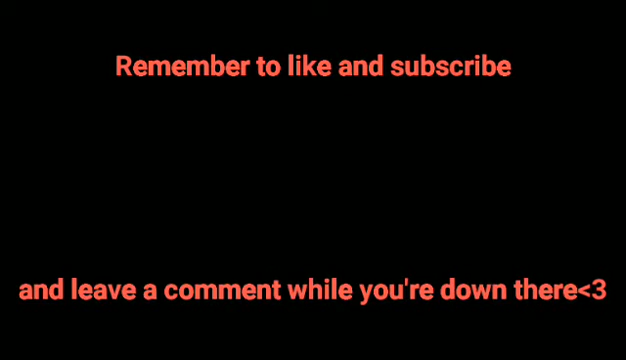 Remember to like and subscribe
and leave a comment while you're down there<3